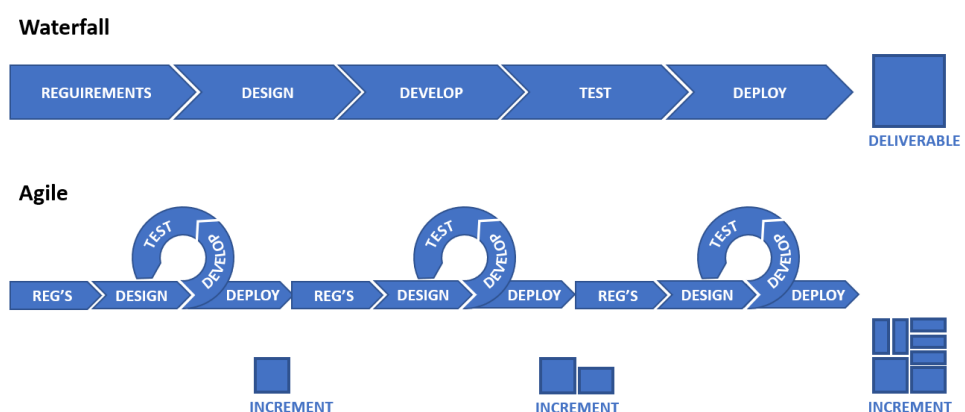 Waterfall
REGUIREMENTS DESIGN DEVELOP TEST DEPLOY
DELIVERABLE
Agile
TEST DEVELOP TEST DEVELOP TEST DEVELOP
REG'S DESIGN DEPLOY REG'S DESIGN DEPLOY REG'S DESIGN DEPLOY
INCREMENT INCREMENT INCREMENT